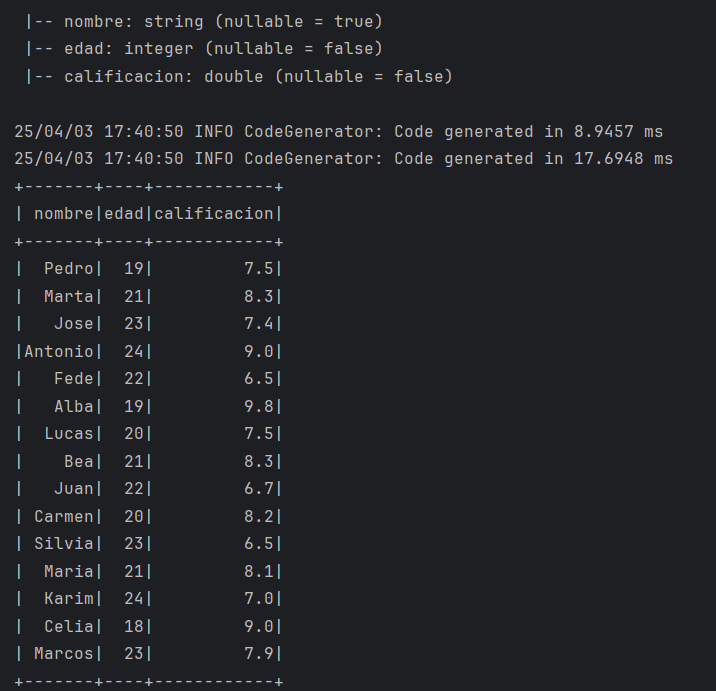 |-- nombre: string (nullable = true)
 |-- edad: integer (nullable = false)
 |-- calificacion: double (nullable = false)

25/04/03 17:40:50 INFO CodeGenerator: Code generated in 8.9457 ms
25/04/03 17:40:50 INFO CodeGenerator: Code generated in 17.6948 ms
+-------+----+------------+
| nombre|edad|calificacion|
+-------+----+------------+
|  Pedro|  19|         7.5|
|  Marta|  21|         8.3|
|   Jose|  23|         7.4|
|Antonio|  24|         9.0|
|   Fede|  22|         6.5|
|   Alba|  19|         9.8|
|  Lucas|  20|         7.5|
|    Bea|  21|         8.3|
|   Juan|  22|         6.7|
| Carmen|  20|         8.2|
| Silvia|  23|         6.5|
|  Maria|  21|         8.1|
|  Karim|  24|         7.0|
|  Celia|  18|         9.0|
| Marcos|  23|         7.9|
+-------+----+------------+